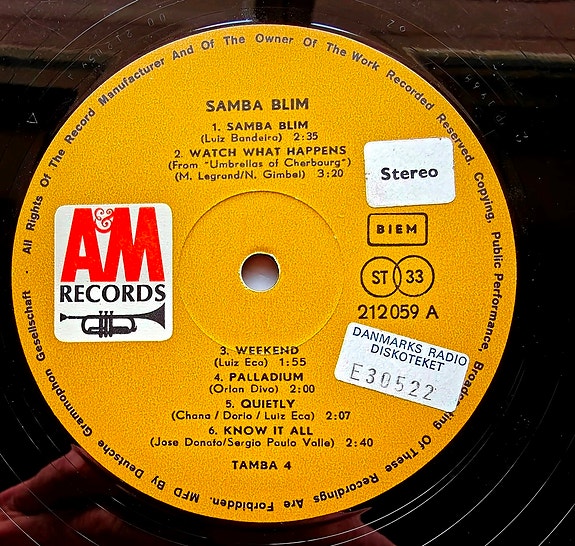 All Rights Of The Record Manufacturer And Of The Owner Of The Work Recorded Reserved. Copying, Public Performance, Broadcasting Of These Recordings Are Forbidden. MFD By Deutsche Grammophon Gesellschaft ·
SAMBA BLIM
1. SAMBA BLIM
(Luiz Bandeira) 2:35
2. WATCH WHAT HAPPENS
(From "Umbrellas of Cherbourg")
(M. Legrand/N. Gimbel) 3:20
Stereo
BIEM
ST 33
212 059 A
A&M
RECORDS
DANMARKS RADIO
DISKOTEKET
E30522
3. WEEKEND
(Luiz Eca) 1:55
4. PALLADIUM
(Orlan Divo) 2:00
5. QUIETLY
(Chana / Dorio / Luiz Eca) 2:07
6. KNOW IT ALL
(Jose Donato/Sergio Paulo Valle) 2:40
TAMBA 4